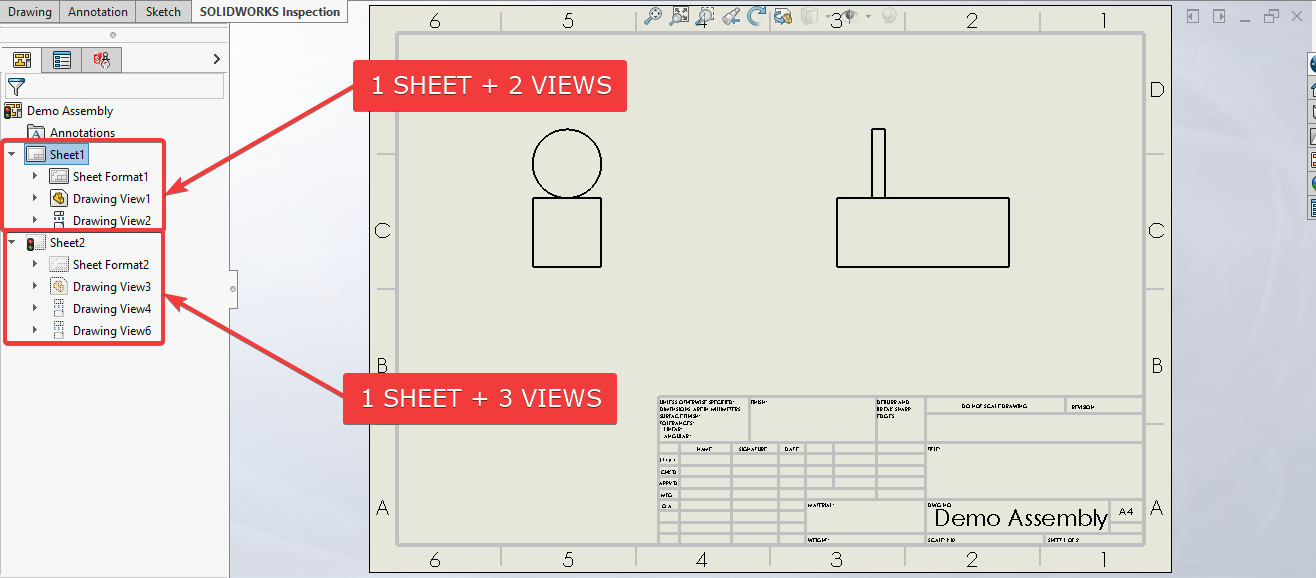 Drawing Annotation Sketch SOLIDWORKS Inspection
Demo Assembly
Annotations
Sheet1
Sheet Format1
Drawing View1
Drawing View2
Sheet2
Sheet Format2
Drawing View3
Drawing View4
Drawing View6
1 SHEET + 2 VIEWS
1 SHEET + 3 VIEWS
6 5 4 3 2 1
D
C C
B B
A A
UNLESS OTHERWISE SPECIFIED:
DIMENSIONS ARE IN MILLIMETERS
SURFACE FINISH:
TOLERANCES:
LINEAR:
ANGULAR:
FINISH:
DEBURR AND
BREAK SHARP
EDGES
DO NOT SCALE DRAWING
REVISION
NAME SIGNATURE DATE
CHK'D
APPV'D
MFG
Q.A
TITLE:
MATERIAL:
DWG NO.
Demo Assembly
A4
WEIGHT:
SHEET 1 OF 2
6 5 4 3 2 1